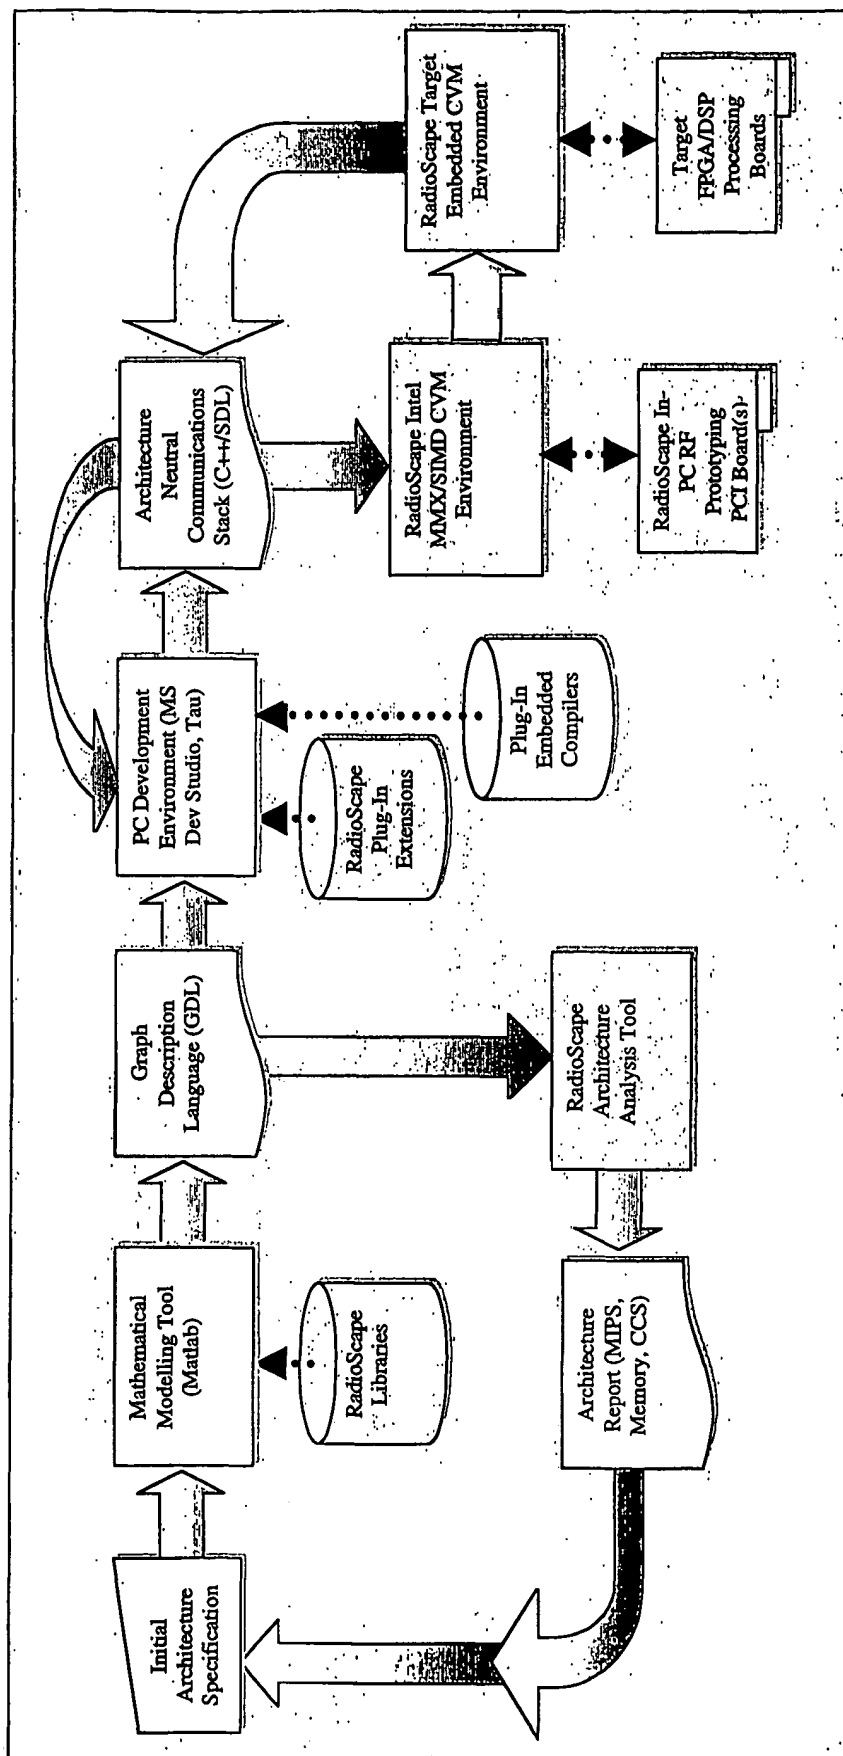 Initial
Architecture
Specification
Mathematical
Modelling Tool
(Matlab)
RadioScape
Libraries
Graph
Description
Language (GDL)
RadioScape
Architecture
Analysis Tool
Architecture
Report (MIPS,
Memory, CCS)
PC Development
Environment (MS
Dev Studio, Tau)
RadioScape
Plug-In
Extensions
Plug-In
Embedded
Compilers
Architecture
Neutral
Communications
Stack (C++/SDL)
RadioScape Intel
MMX/SIMD CVM
Environment
RadioScape In-
PC RF
Prototyping
PCI Board(s)
RadioScape Target
Embedded CVM
Environment
Target
FPGA/DSP
Processing
Boards